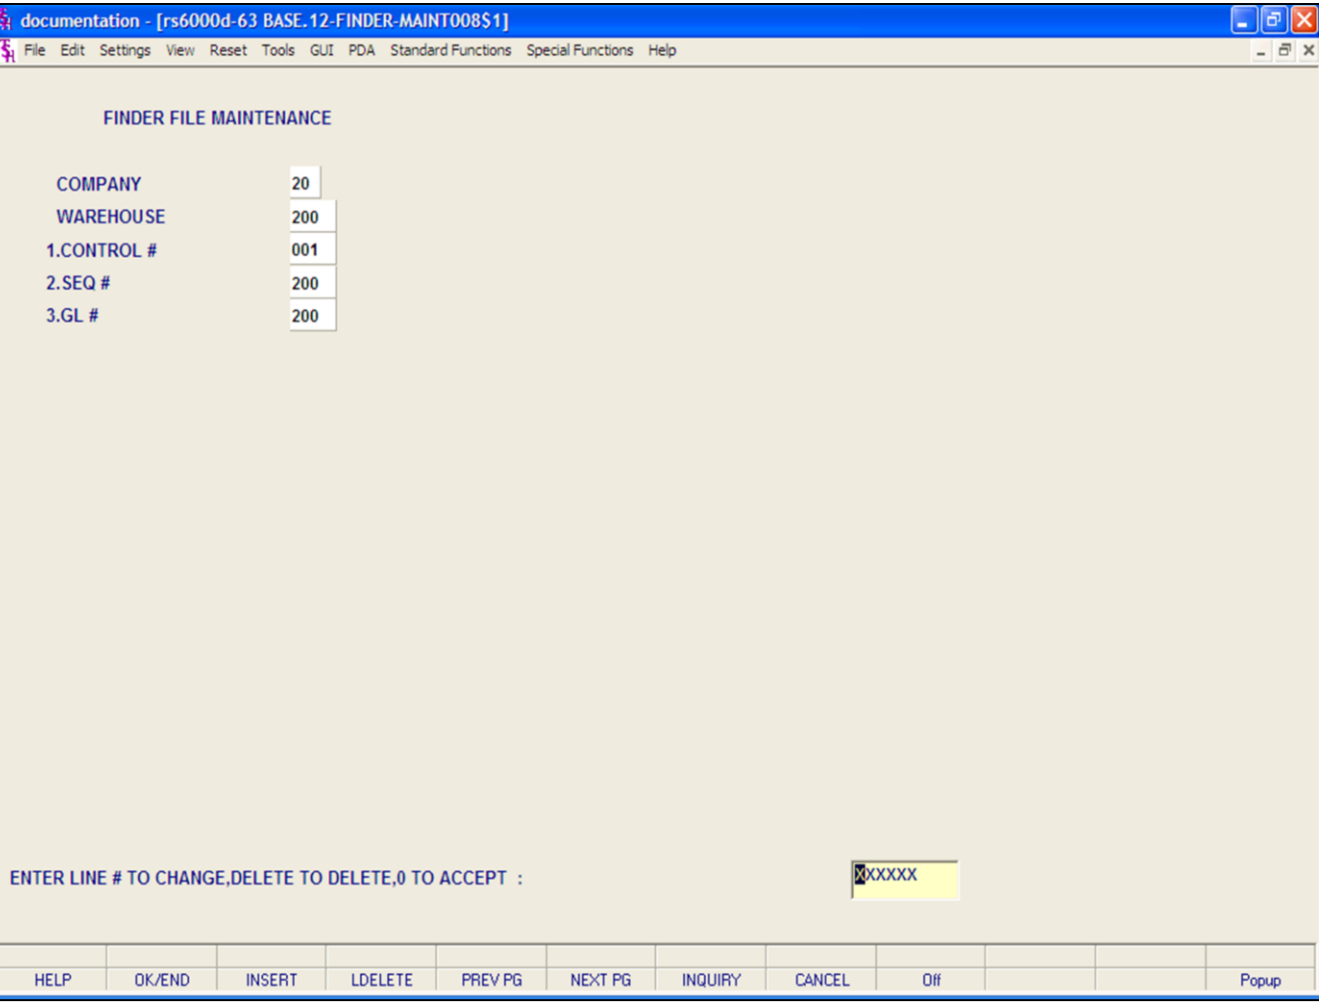 documentation - [rs6000d-63 BASE.12-FINDER-MAINT008$1]
File Edit Settings View Reset Tools GUI PDA Standard Functions Special Functions Help
FINDER FILE MAINTENANCE
COMPANY 20
WAREHOUSE 200
1.CONTROL # 001
2.SEQ # 200
3.GL # 200
ENTER LINE # TO CHANGE,DELETE TO DELETE,0 TO ACCEPT : XXXXXX
HELP OK/END INSERT LDELETE PREV PG NEXT PG INQUIRY CANCEL Off Popup